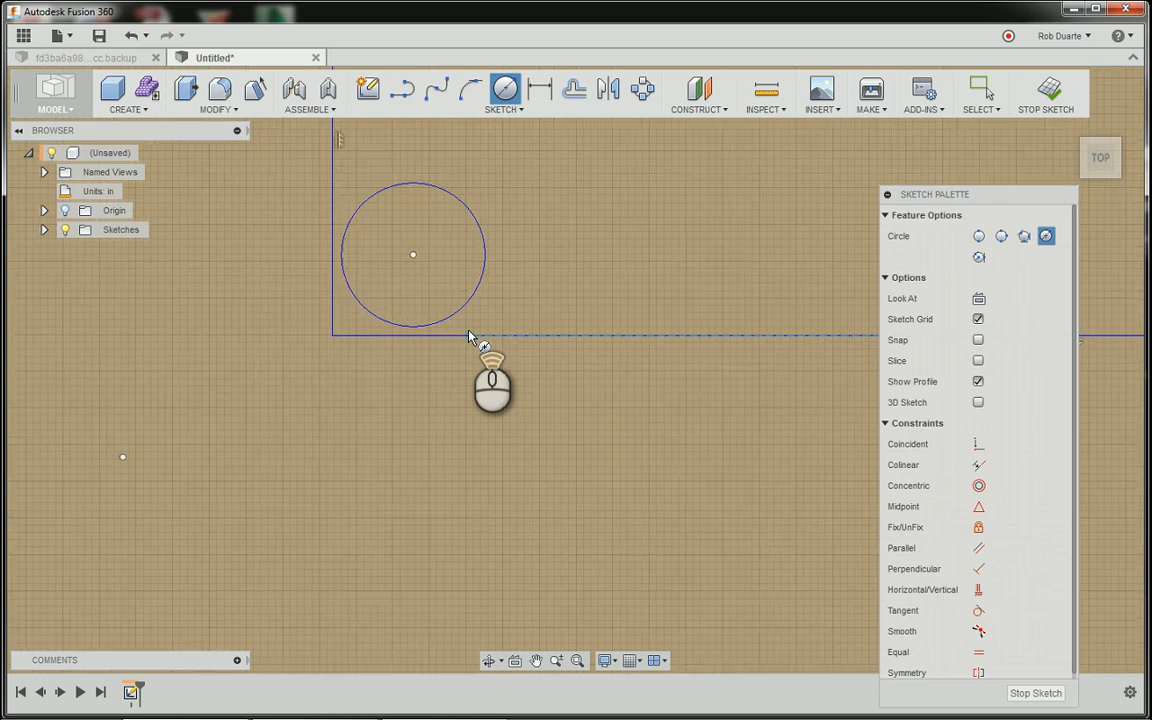 Autodesk Fusion 360
Rob Duarte
fd3ba6a98 ...cc.backup
Untitled*
MODEL
CREATE
MODIFY
ASSEMBLE
SKETCH
CONSTRUCT
INSPECT
INSERT
MAKE
ADD-INS
SELECT
STOP SKETCH
BROWSER
(Unsaved)
Named Views
Units: in
Origin
Sketches
TOP
SKETCH PALETTE
Feature Options
Circle
Options
Look At
Sketch Grid
Snap
Slice
Show Profile
3D Sketch
Constraints
Coincident
Colinear
Concentric
Midpoint
Fix/UnFix
Parallel
Perpendicular
Horizontal/Vertical
Tangent
Smooth
Equal
Symmetry
Stop Sketch
COMMENTS